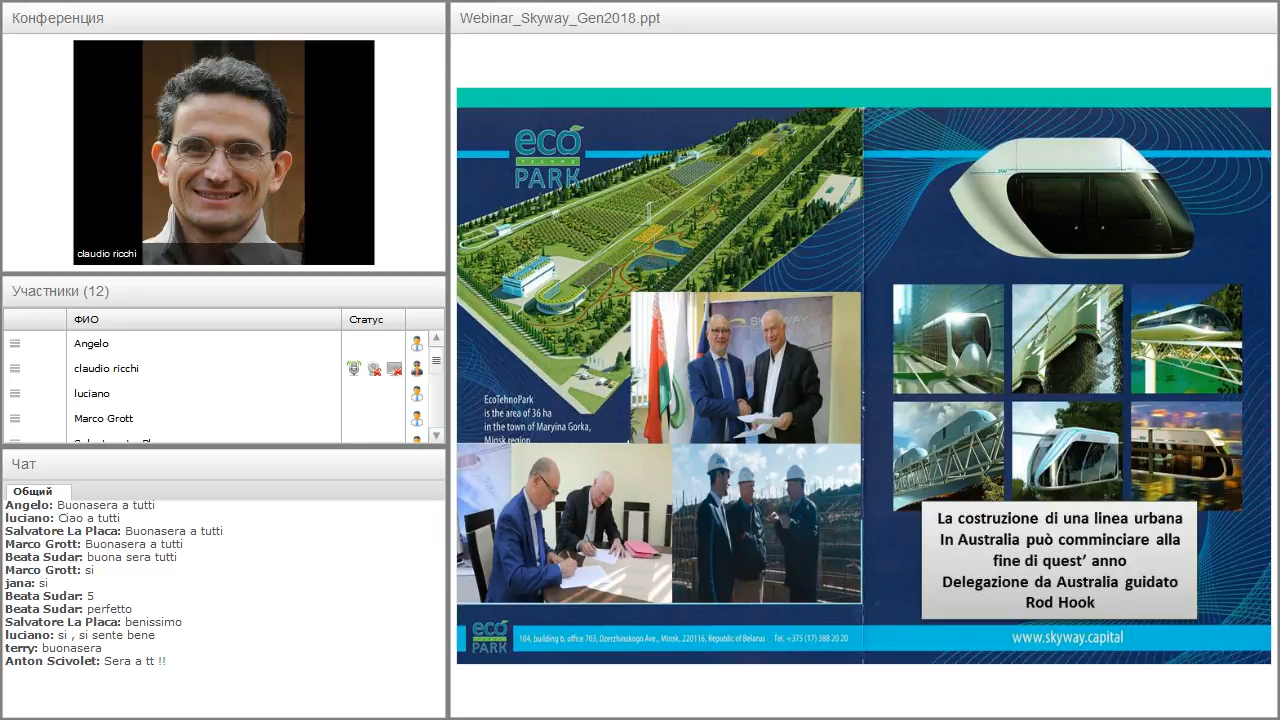 Конференция
claudio ricchi
Участники (12)
ФИО
Статус
Angelo
claudio ricchi
luciano
Marco Grott
Чат
Общий
Angelo: Buonasera a tutti
luciano: Ciao a tutti
Salvatore La Placa: Buonasera a tutti
Marco Grott: Buonasera a tutti
Beata Sudar: buona sera tutti
Marco Grott: si
jana: si
Beata Sudar: 5
Beata Sudar: perfetto
Salvatore La Placa: benissimo
luciano: si , si sente bene
terry: buonasera
Anton Scivolet: Sera a tt !!
Webinar_Skyway_Gen2018.ppt
eco
TECHNO
PARK
SKYWAY
EcoTehnoPark
is the area of 36 ha
in the town of Maryina Gorka,
Minsk region
La costruzione di una linea urbana
In Australia può comminciare alla
fine di quest’ anno
Delegazione da Australia guidato
Rod Hook
eco
PARK
104, building b, office 703, Dzerzhinskogo Ave., Minsk, 220116, Republic of Belarus Tel. +375 (17) 388 20 20
www.skyway.capital